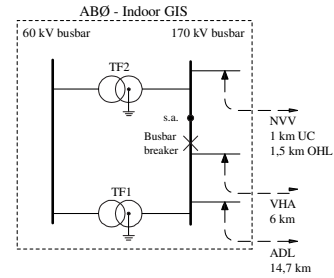 ABØ - Indoor GIS
60 kV busbar
170 kV busbar
TF2
s.a.
Busbar
breaker
NVV
1 km UC
1,5 km OHL
TF1
VHA
6 km
ADL
14,7 km